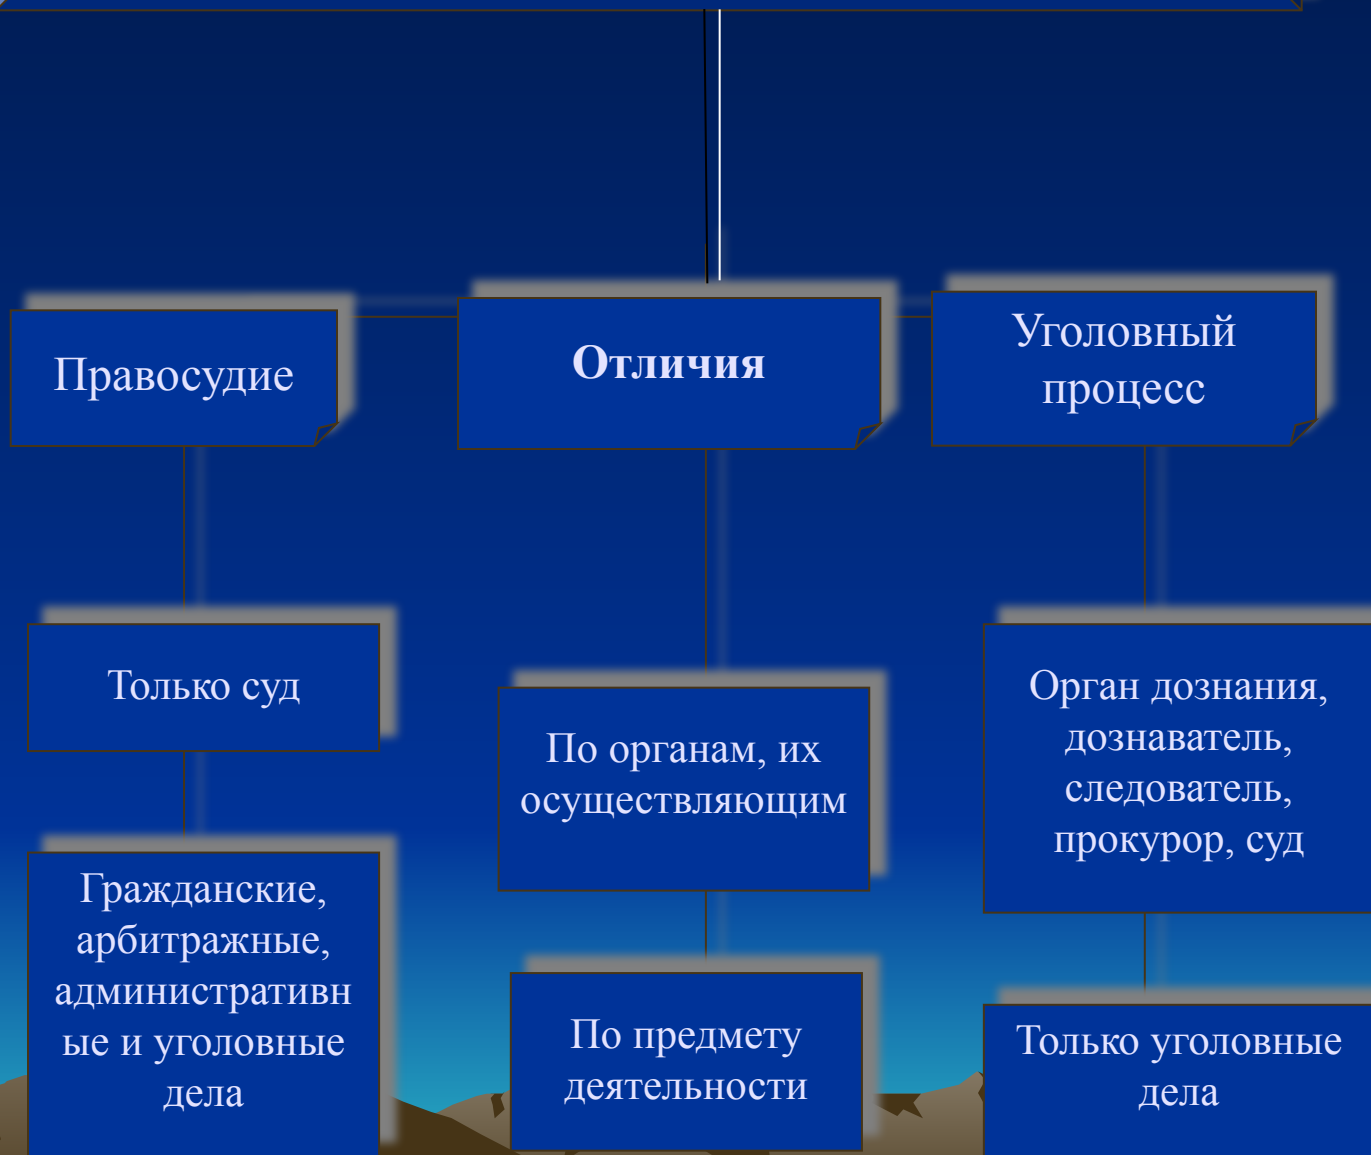 Правосудие
Отличия
Уголовный
процесс
Только суд
По органам, их
осуществляющим
Орган дознания,
дознаватель,
следователь,
прокурор, суд
Гражданские,
арбитражные,
административн
ые и уголовные
дела
По предмету
деятельности
Только уголовные
дела